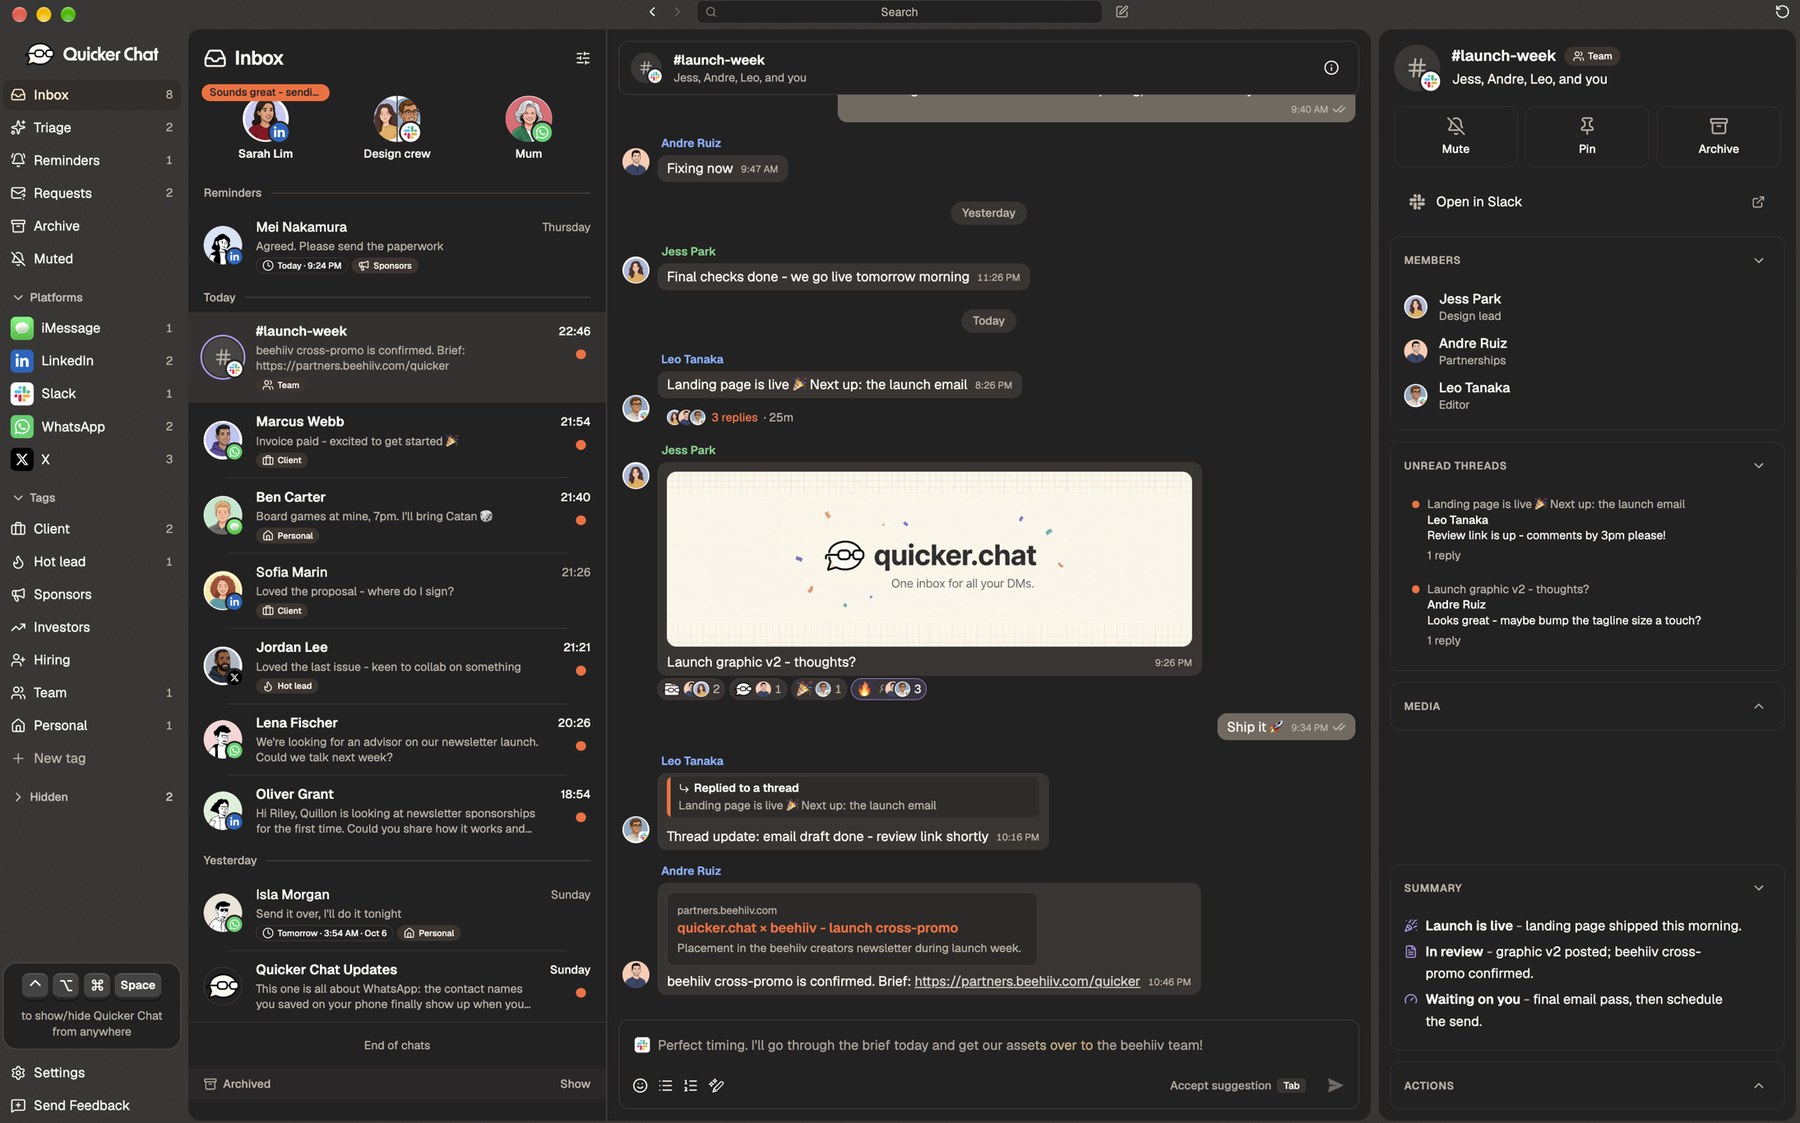 Search
Quicker Chat
Inbox 8
Triage 2
Reminders 1
Requests 2
Archive
Muted
Platforms
iMessage 1
LinkedIn 2
Slack 1
WhatsApp 2
X 3
Tags
Client 2
Hot lead 1
Sponsors
Investors
Hiring
Team 1
Personal 1
New tag
Hidden 2
Space
to show/hide Quicker Chat
from anywhere
Settings
Send Feedback
Inbox
Sounds great - sendi...
Sarah Lim
Design crew
Mum
Reminders
Mei Nakamura Thursday
Agreed. Please send the paperwork
Today · 9:24 PM Sponsors
Today
#launch-week 22:46
beehiiv cross-promo is confirmed. Brief:
https://partners.beehiiv.com/quicker
Team
Marcus Webb 21:54
Invoice paid - excited to get started 🎉
Client
Ben Carter 21:40
Board games at mine, 7pm. I'll bring Catan 🎲
Personal
Sofia Marin 21:26
Loved the proposal - where do I sign?
Client
Jordan Lee 21:21
Loved the last issue - keen to collab on something
Hot lead
Lena Fischer 20:26
We're looking for an advisor on our newsletter launch.
Could we talk next week?
Oliver Grant 18:54
Hi Riley, Quillon is looking at newsletter sponsorships
for the first time. Could you share how it works and...
Yesterday
Isla Morgan Sunday
Send it over, I'll do it tonight
Tomorrow · 3:54 AM · Oct 6 Personal
Quicker Chat Updates Sunday
This one is all about WhatsApp: the contact names
you saved on your phone finally show up when you...
End of chats
Archived Show
#launch-week
Jess, Andre, Leo, and you
9:40 AM
Andre Ruiz
Fixing now 9:47 AM
Yesterday
Jess Park
Final checks done - we go live tomorrow morning 11:26 PM
Today
Leo Tanaka
Landing page is live 🎉 Next up: the launch email 8:26 PM
3 replies · 25m
Jess Park
quicker.chat
One inbox for all your DMs.
Launch graphic v2 - thoughts? 9:26 PM
2 1 🎉 1 🔥 3
Ship it 🚀 9:34 PM
Leo Tanaka
Replied to a thread
Landing page is live 🎉 Next up: the launch email
Thread update: email draft done - review link shortly 10:16 PM
Andre Ruiz
partners.beehiiv.com
quicker.chat × beehiiv - launch cross-promo
Placement in the beehiiv creators newsletter during launch week.
beehiiv cross-promo is confirmed. Brief: https://partners.beehiiv.com/quicker 10:46 PM
Perfect timing. I'll go through the brief today and get our assets over to the beehiiv team!
Accept suggestion Tab
#launch-week Team
Jess, Andre, Leo, and you
Mute
Pin
Archive
Open in Slack
MEMBERS
Jess Park
Design lead
Andre Ruiz
Partnerships
Leo Tanaka
Editor
UNREAD THREADS
Landing page is live 🎉 Next up: the launch email
Leo Tanaka
Review link is up - comments by 3pm please!
1 reply
Launch graphic v2 - thoughts?
Andre Ruiz
Looks great - maybe bump the tagline size a touch?
1 reply
MEDIA
SUMMARY
Launch is live - landing page shipped this morning.
In review - graphic v2 posted; beehiiv cross-
promo confirmed.
Waiting on you - final email pass, then schedule
the send.
ACTIONS